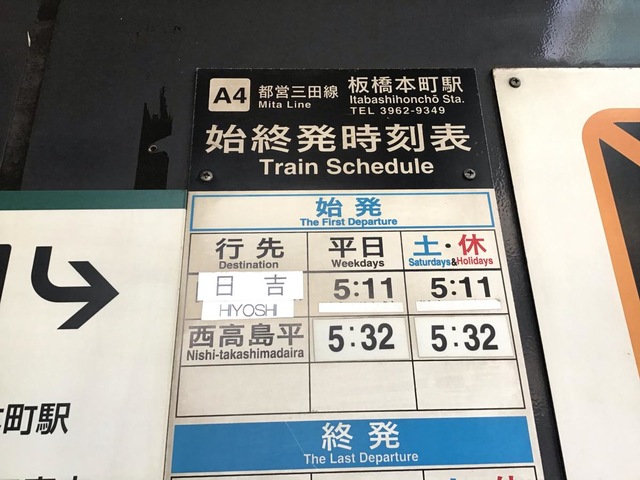 A4 都営三田線 板橋本町駅
Mita Line Itabashihonchō Sta.
TEL 3962-9349
始終発時刻表
Train Schedule
始発
The First Departure
行先 平日 土・休
Destination Weekdays Saturdays&Holidays
日吉 5:11 5:11
HIYOSHI
西高島平 5:32 5:32
Nishi-takashimadaira
終発
The Last Departure
町駅